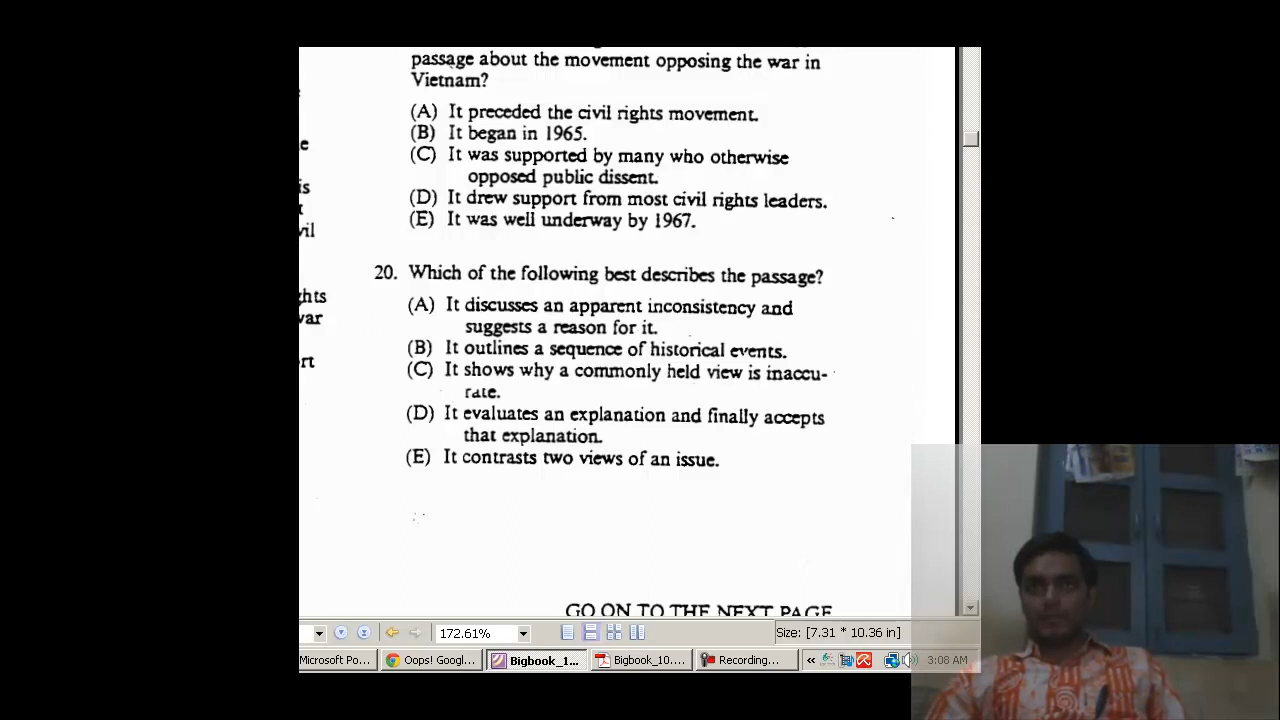 passage about the movement opposing the war in
Vietnam?
(A) It preceded the civil rights movement.
(B) It began in 1965.
e
(C) It was supported by many who otherwise
opposed public dissent.
is
(D) It drew support from most civil rights leaders.
(E) It was well underway by 1967.
vil
20. Which of the following best describes the passage?
ghts
(A) It discusses an apparent inconsistency and
war
suggests a reason for it.
(B) It outlines a sequence of historical events.
rt
(C) It shows why a commonly held view is inaccu-
rate.
(D) It evaluates an explanation and finally accepts
that explanation.
(E) It contrasts two views of an issue.
GO ON TO THE NEXT PAGE
172.61%
Size: [7.31 * 10.36 in]
Microsoft Po...
Oops! Googl...
Bigbook_1...
Bigbook_10....
Recording...
«
3:08 AM